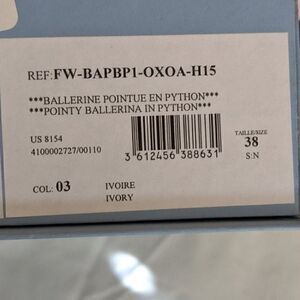 REF:FW-BAPBP1-OXOA-H15
***BALLERINE POINTUE EN PYTHON***
***POINTY BALLERINA IN PYTHON***
US 8154
4100002727/00110
3 612456 388631
TAILLE/SIZE
38
S/N
COL: 03
IVOIRE
IVORY